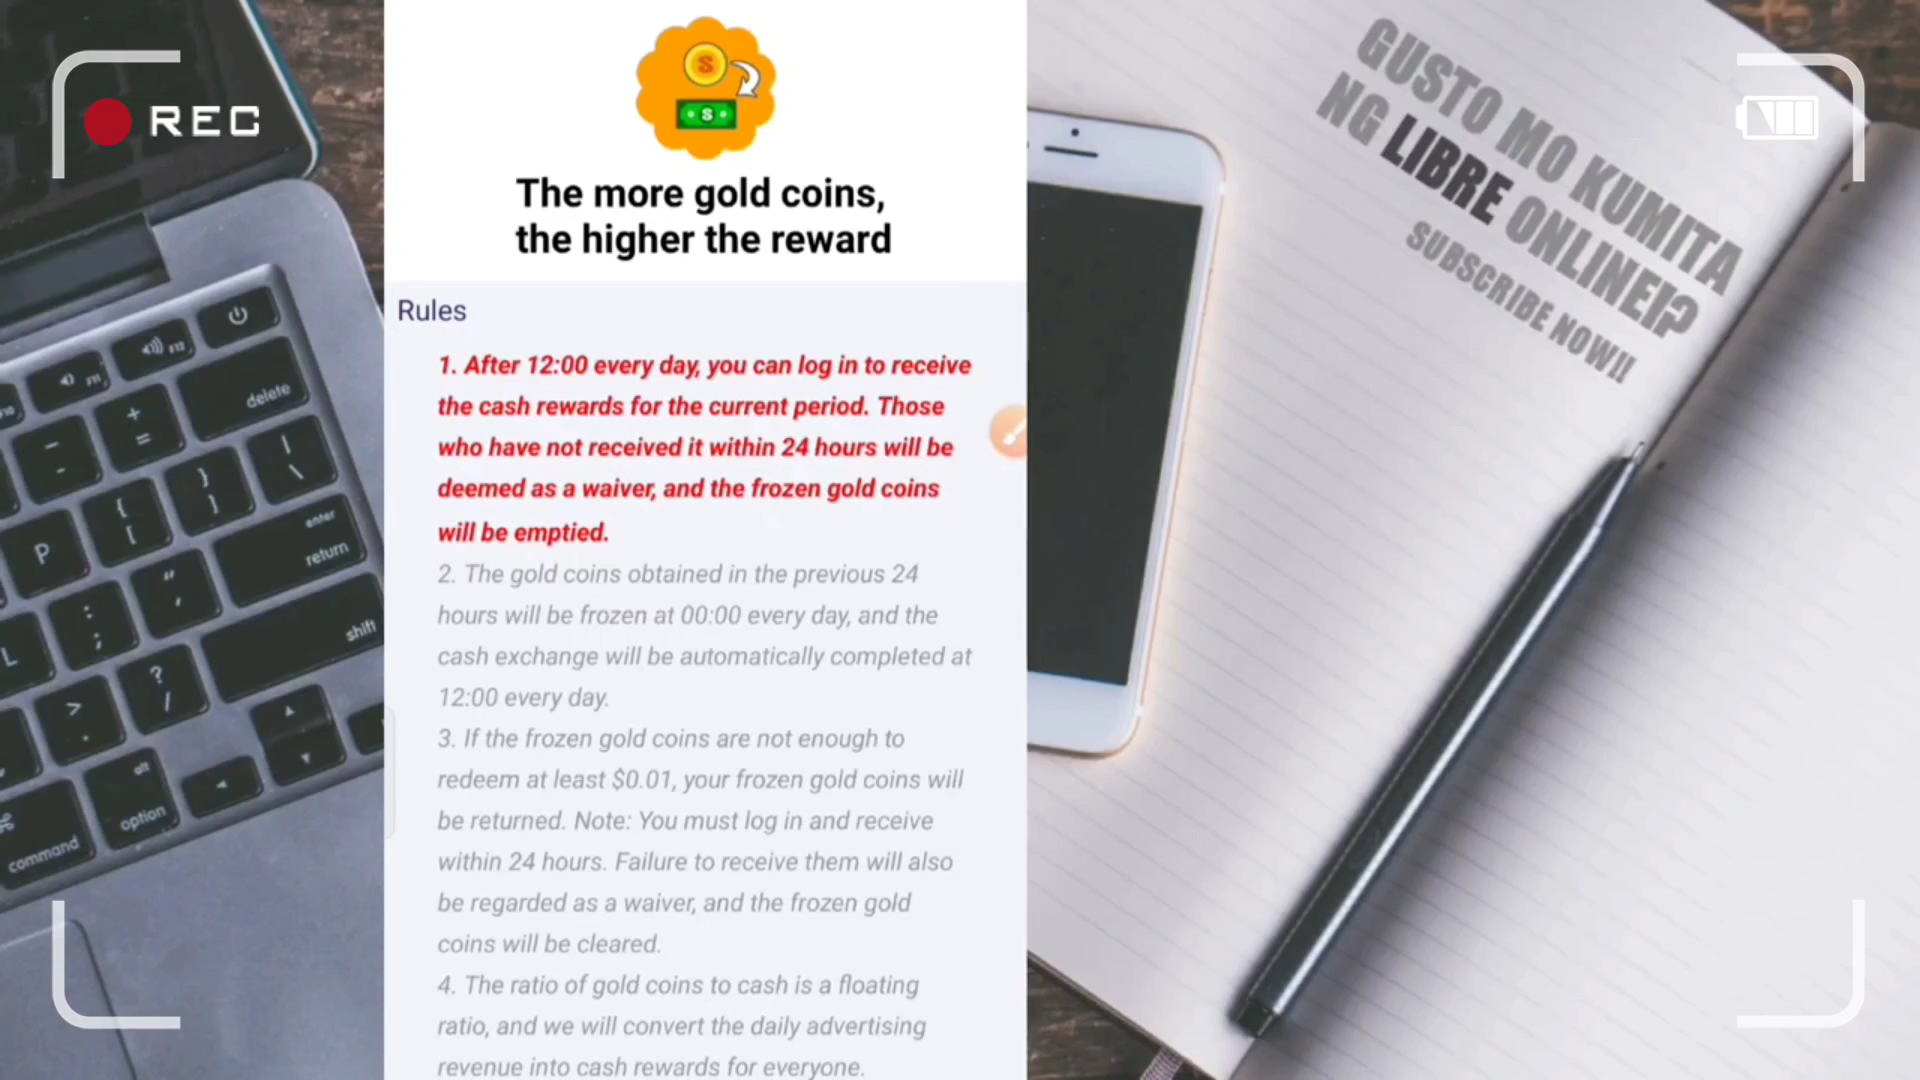 REC
The more gold coins,
the higher the reward
Rules
1. After 12:00 every day, you can log in to receive
the cash rewards for the current period. Those
who have not received it within 24 hours will be
deemed as a waiver, and the frozen gold coins
will be emptied.
2. The gold coins obtained in the previous 24
hours will be frozen at 00:00 every day, and the
cash exchange will be automatically completed at
12:00 every day.
3. If the frozen gold coins are not enough to
redeem at least $0.01, your frozen gold coins will
be returned. Note: You must log in and receive
within 24 hours. Failure to receive them will also
be regarded as a waiver, and the frozen gold
coins will be cleared.
4. The ratio of gold coins to cash is a floating
ratio, and we will convert the daily advertising
revenue into cash rewards for everyone.
GUSTO MO KUMITA
NG LIBRE ONLINE!?
SUBSCRIBE NOW!!
delete
enter
return
shift
P
L
alt
option
command
F11
F12
F10